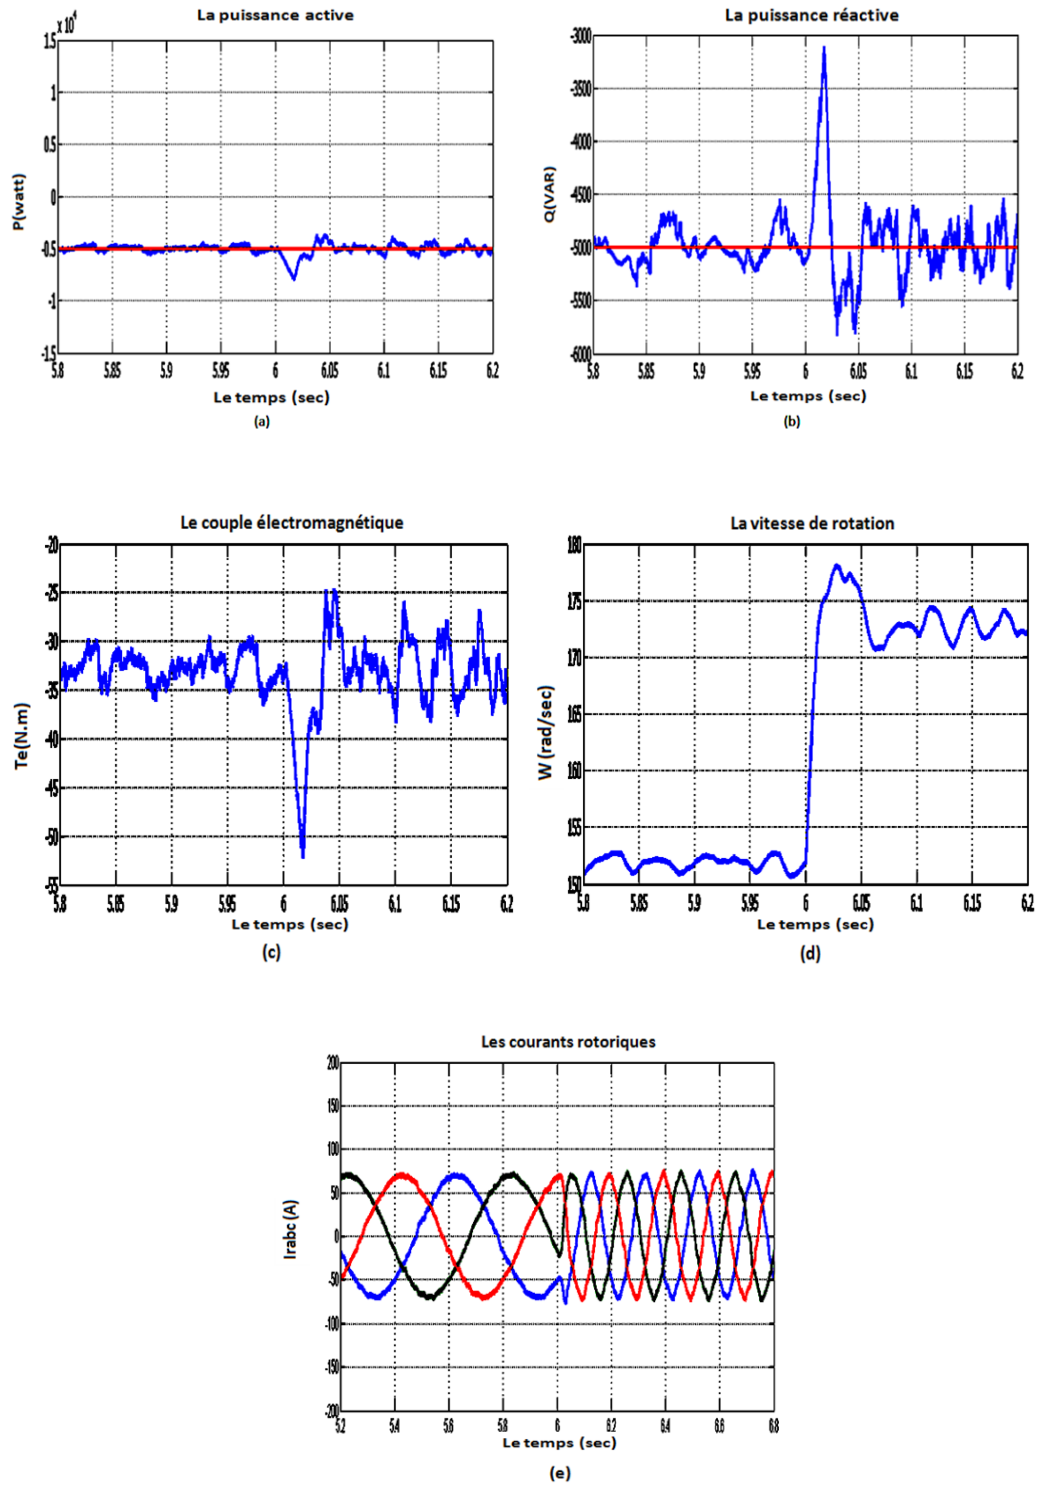 La puissance active
x 10^4
1.5
1
0.5
0
-0.5
-1
-1.5
P(watt)
5.8 5.85 5.9 5.95 6 6.05 6.1 6.15 6.2
Le temps (sec)
(a)
La puissance réactive
-3000
-3500
-4000
-4500
-5000
-5500
-6000
Q(VAR)
5.8 5.85 5.9 5.95 6 6.05 6.1 6.15 6.2
Le temps (sec)
(b)
Le couple électromagnétique
-20
-25
-30
-35
-40
-45
-50
-55
Te(N.m)
5.8 5.85 5.9 5.95 6 6.05 6.1 6.15 6.2
Le temps (sec)
(c)
La vitesse de rotation
180
175
170
165
160
155
150
W (rad/sec)
5.8 5.85 5.9 5.95 6 6.05 6.1 6.15 6.2
Le temps (sec)
(d)
Les courants rotoriques
200
150
100
50
0
-50
-100
-150
-200
Irabc (A)
5.2 5.4 5.6 5.8 6 6.2 6.4 6.6 6.8
Le temps (sec)
(e)